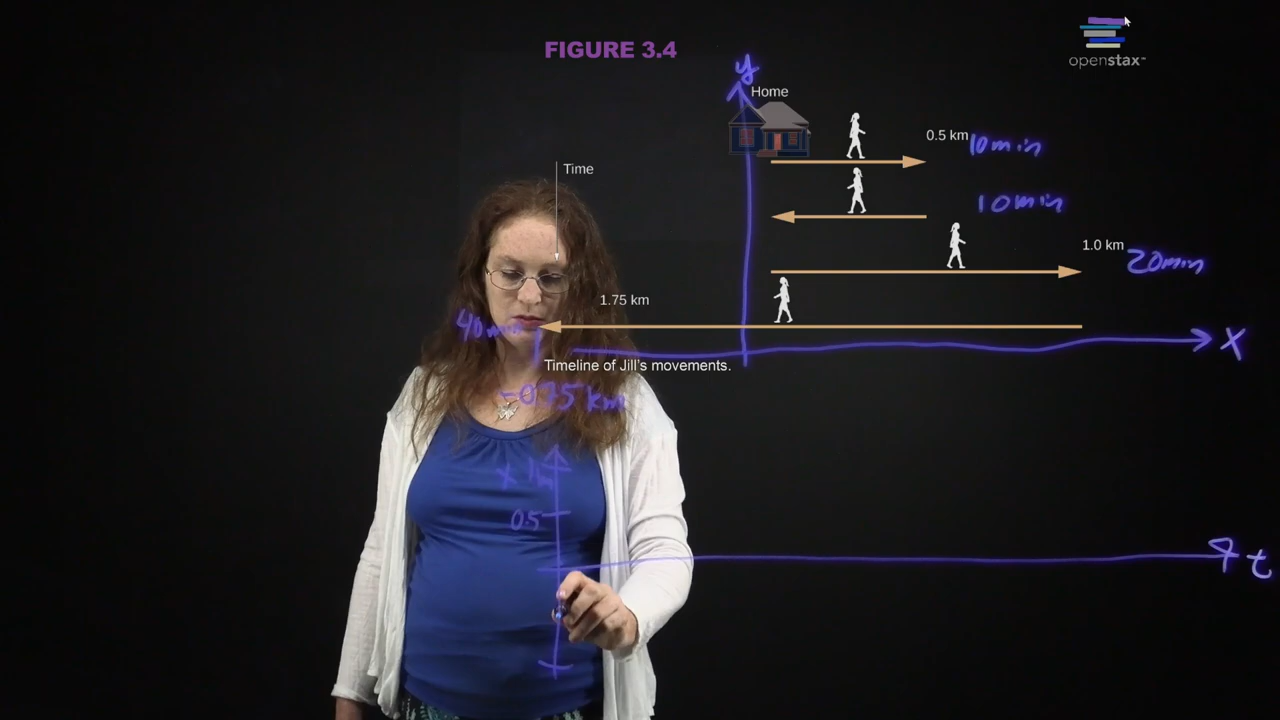 FIGURE 3.4
openstax™
y
Home
0.5 km
10min
Time
10min
1.0 km
20min
1.75 km
40min
X
Timeline of Jill's movements.
-0.75 km
0.5
t